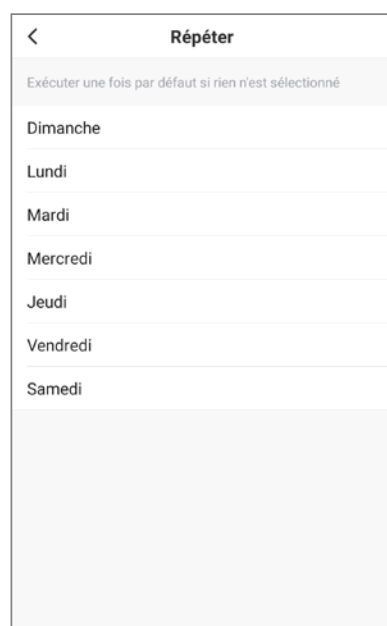 Répéter
Exécuter une fois par défaut si rien n'est sélectionné
Dimanche
Lundi
Mardi
Mercredi
Jeudi
Vendredi
Samedi